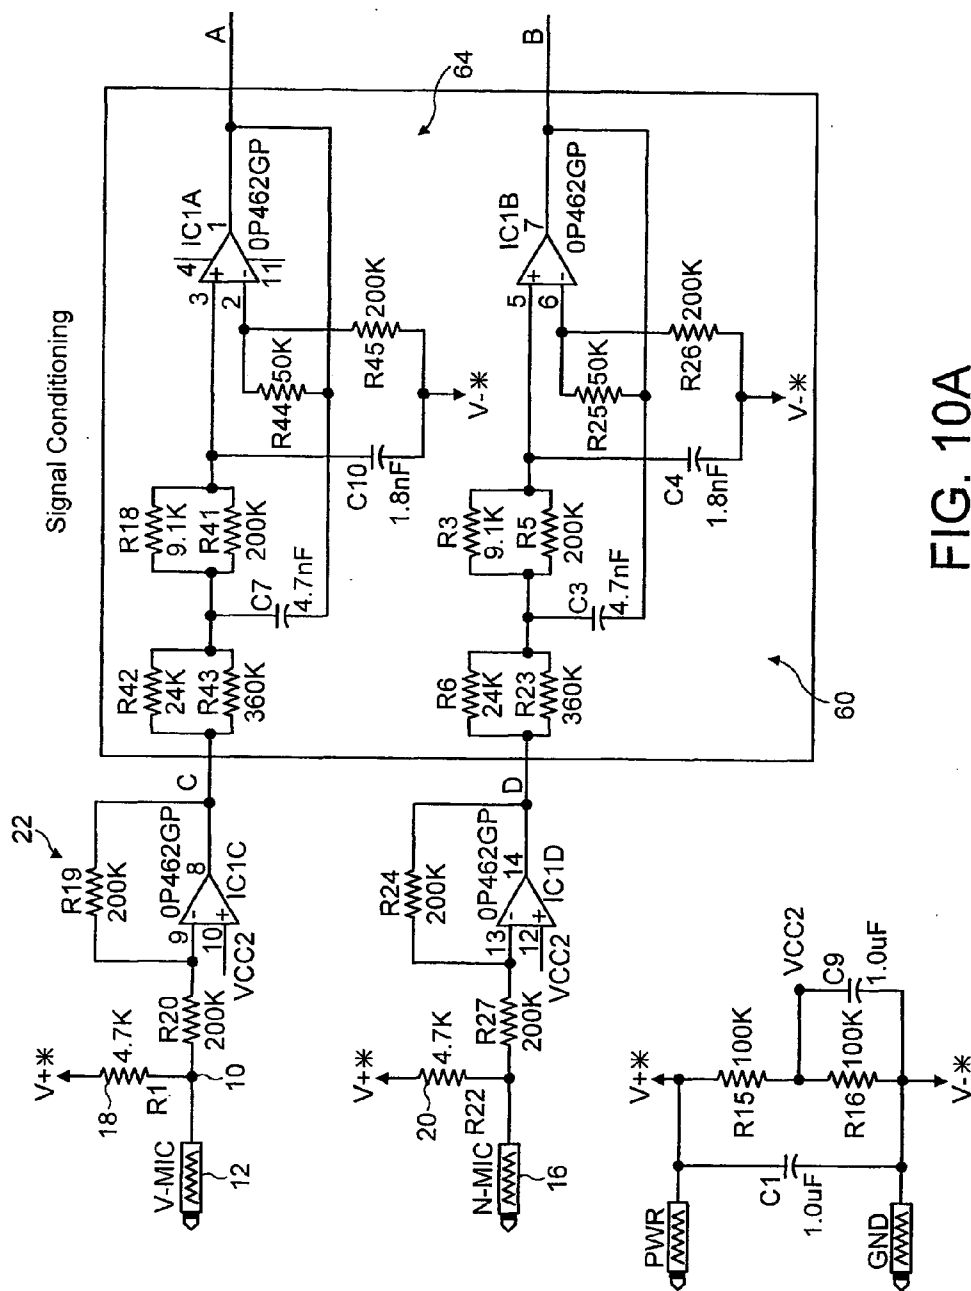 Signal Conditioning
22
R19
200K
V+*
18
4.7K
R1
10
V-MIC
12
R20
200K
9
10
VCC2
0P462GP
8
IC1C
C
R42
24K
R43
360K
C7
4.7nF
R18
9.1K
R41
200K
C10
1.8nF
R44
50K
R45
200K
V-*
3
2
4
11
IC1A
1
0P462GP
64
A
R24
200K
V+*
20
4.7K
R22
N-MIC
16
R27
200K
13
12
VCC2
0P462GP
14
IC1D
D
R6
24K
R23
360K
C3
4.7nF
R3
9.1K
R5
200K
C4
1.8nF
R25
50K
R26
200K
V-*
5
6
IC1B
7
0P462GP
B
60
PWR
V+*
C1
1.0uF
R15
100K
R16
100K
VCC2
C9
1.0uF
GND
V-*
FIG. 10A